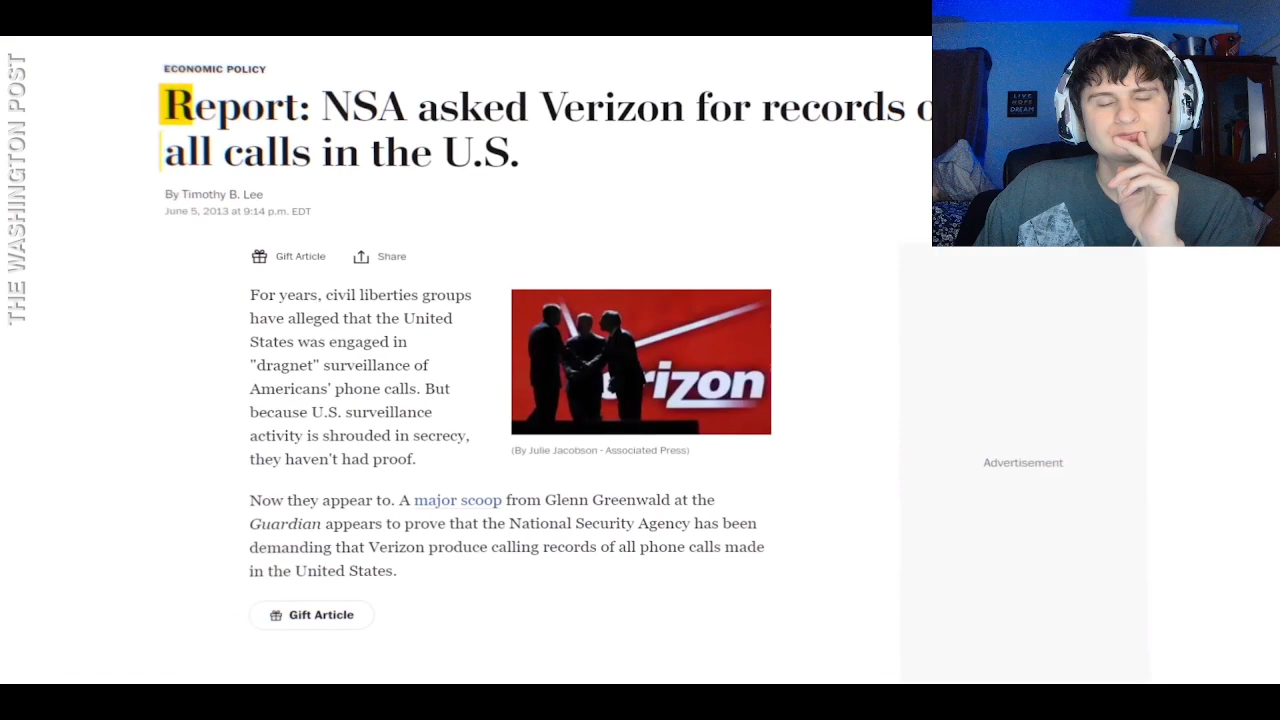 THE WASHINGTON POST
ECONOMIC POLICY
Report: NSA asked Verizon for records
all calls in the U.S.
By Timothy B. Lee
June 5, 2013 at 9:14 p.m. EDT
Gift Article
Share
For years, civil liberties groups
have alleged that the United
States was engaged in
"dragnet" surveillance of
Americans' phone calls. But
because U.S. surveillance
activity is shrouded in secrecy,
they haven't had proof.
rizon
(By Julie Jacobson - Associated Press)
Now they appear to. A major scoop from Glenn Greenwald at the
Guardian appears to prove that the National Security Agency has been
demanding that Verizon produce calling records of all phone calls made
in the United States.
Gift Article
Advertisement
LIVE
HOPE
DREAM